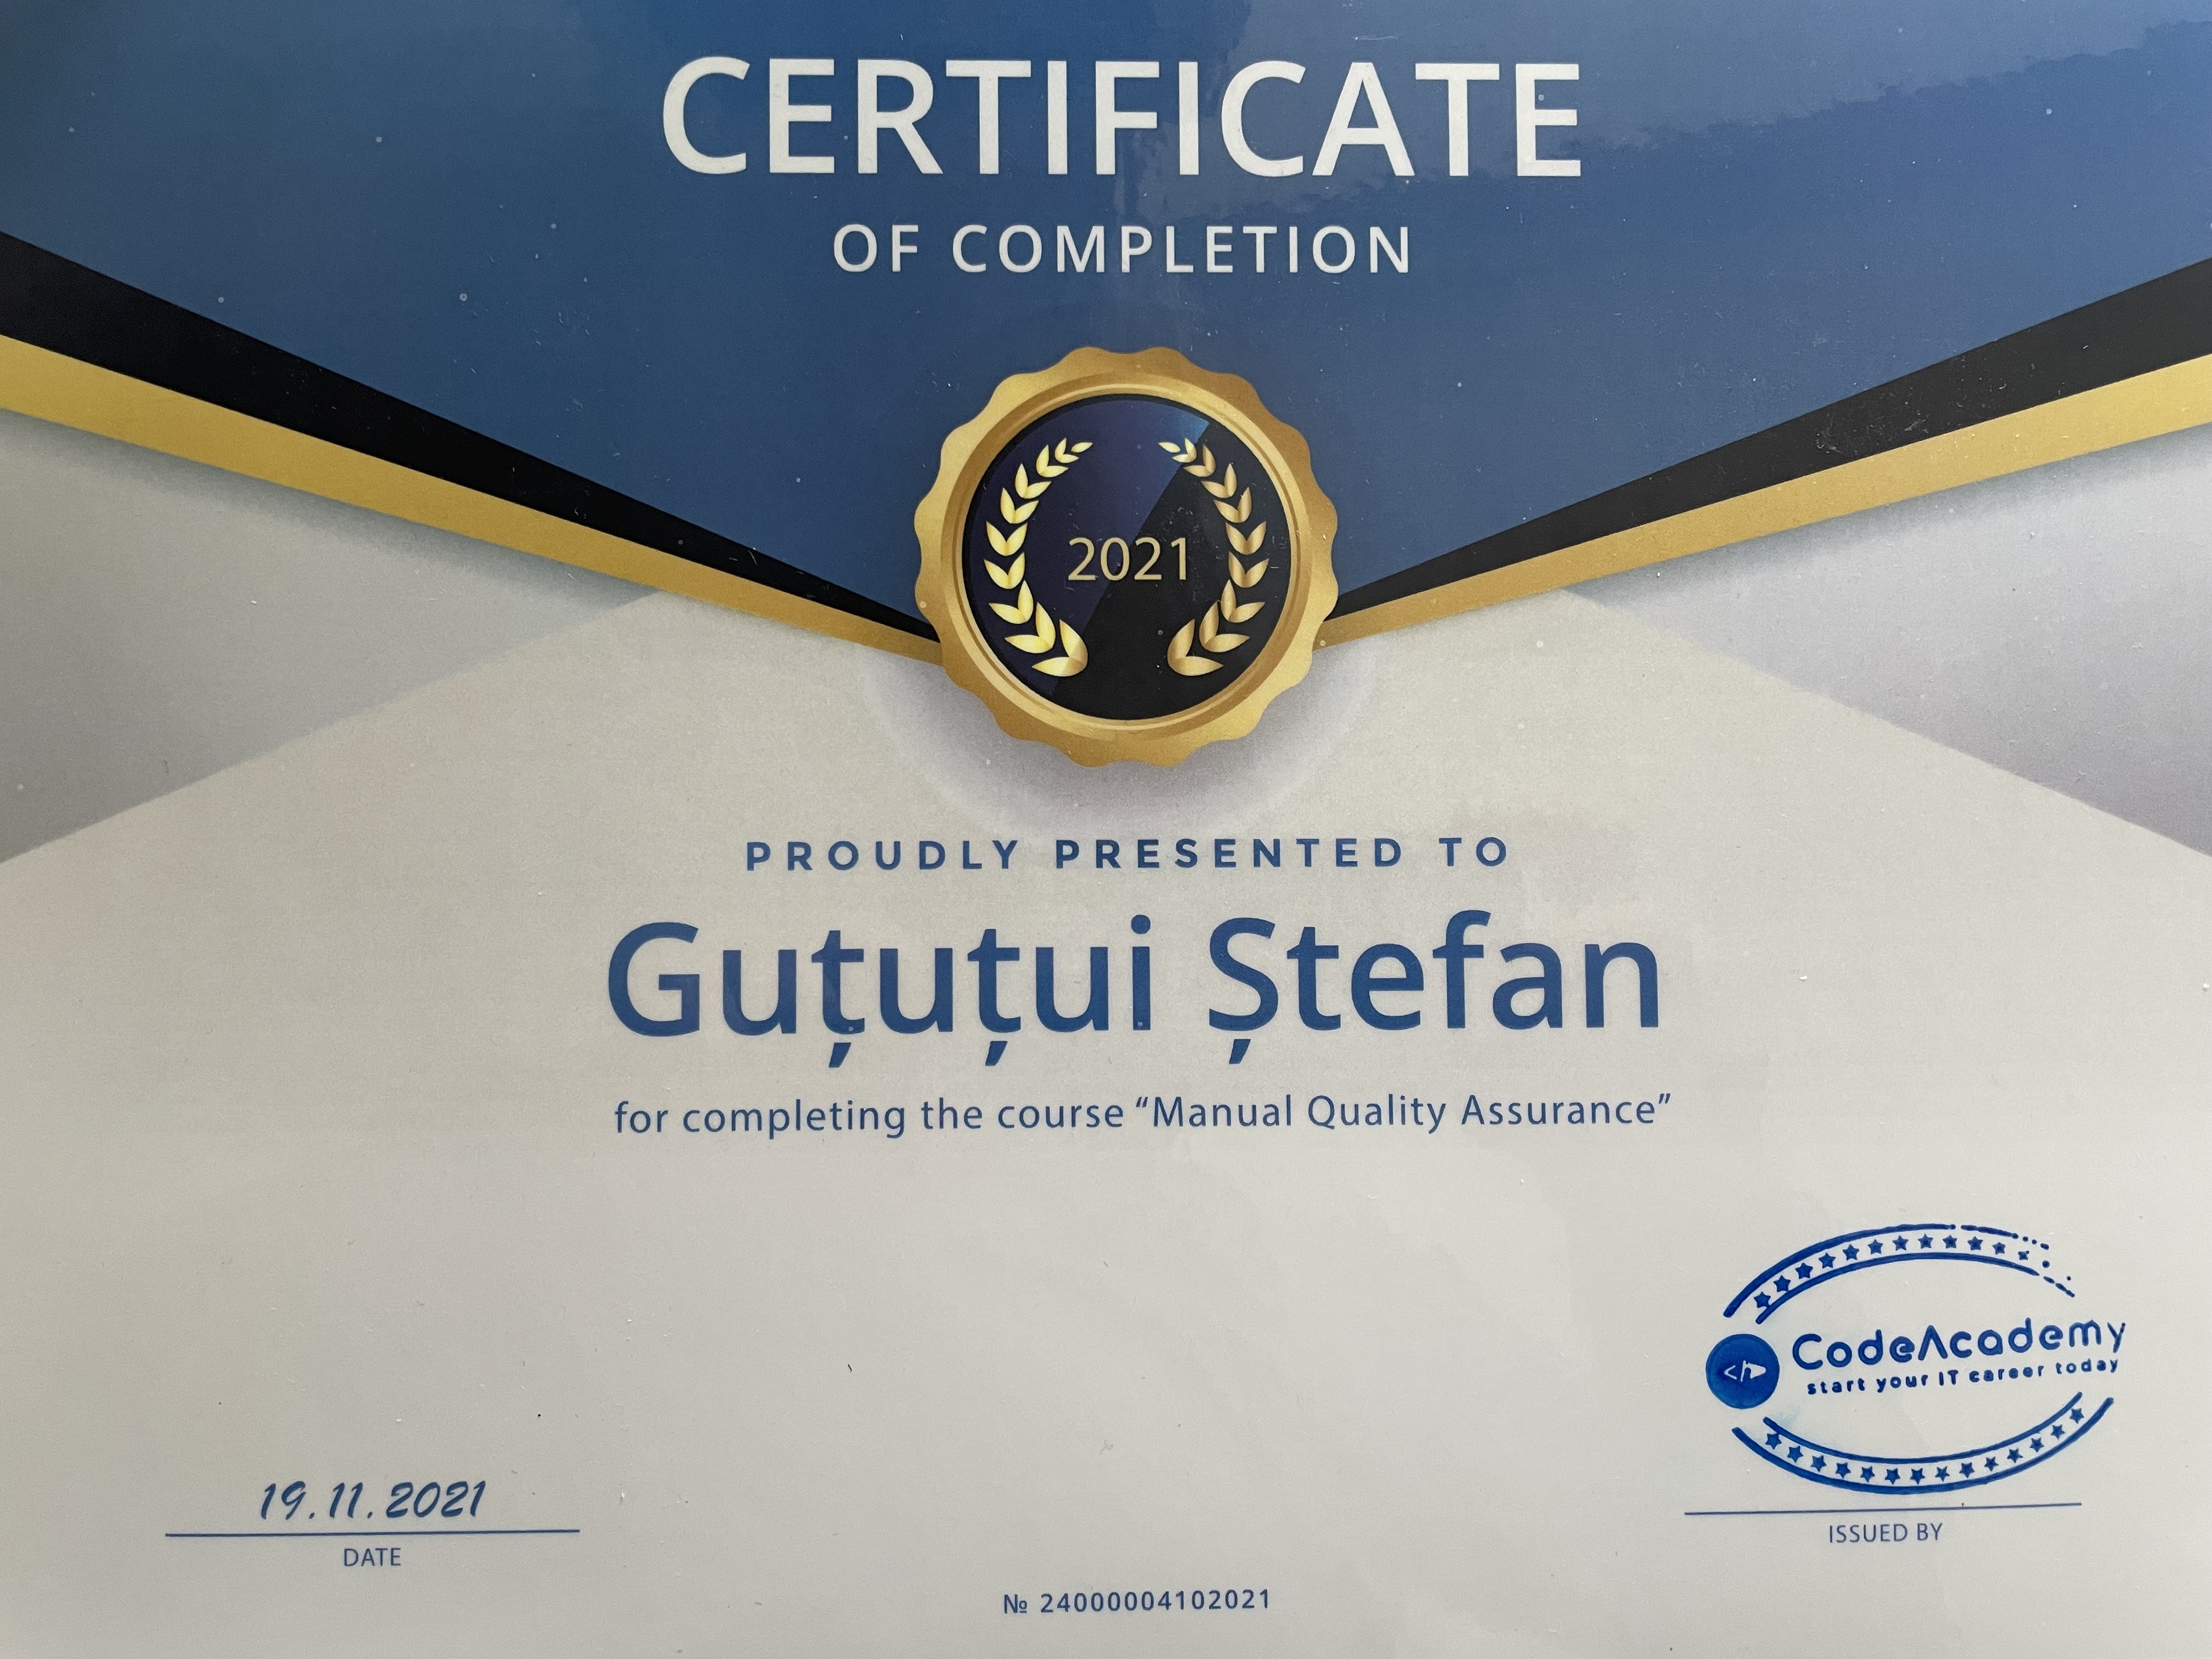 CERTIFICATE
OF COMPLETION
2021
PROUDLY PRESENTED TO
Guțuțui Ștefan
for completing the course “Manual Quality Assurance”
CodeAcademy
start your IT career today
19.11.2021
DATE
ISSUED BY
№ 24000004102021